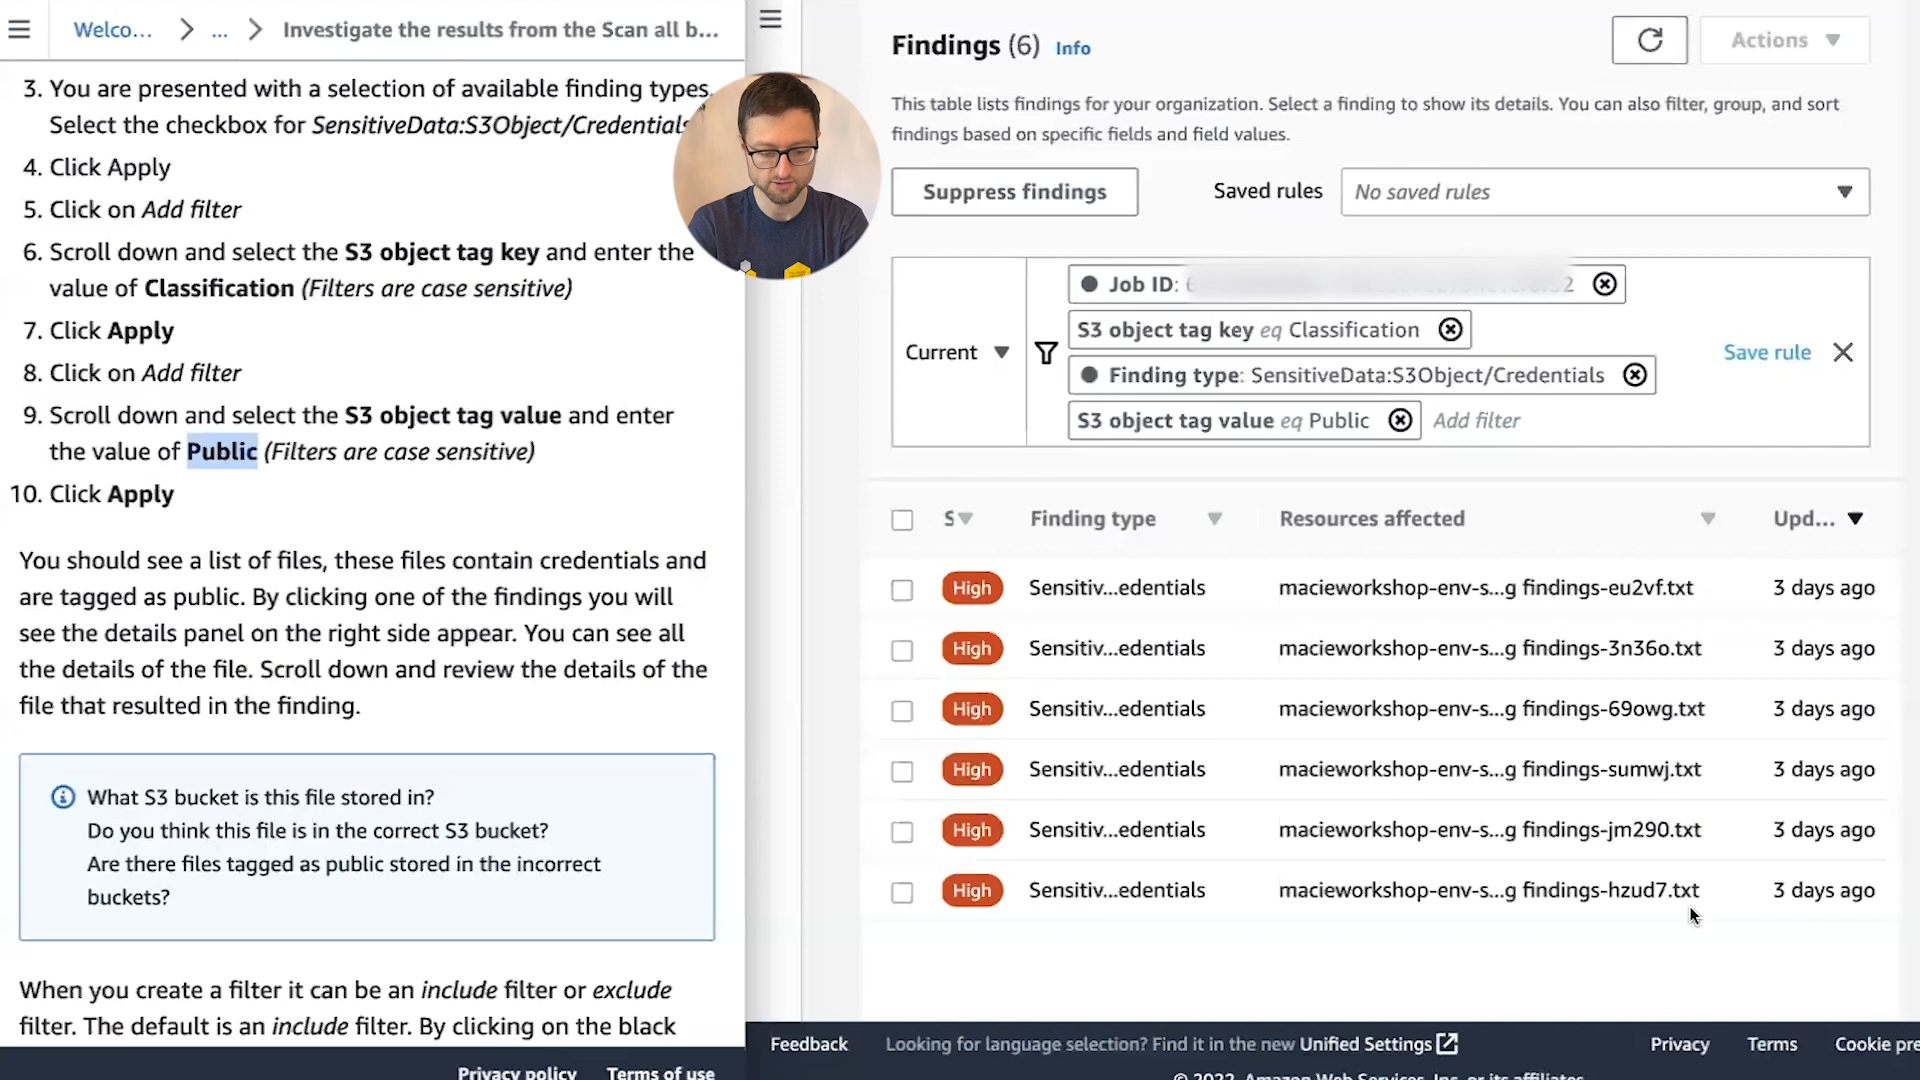 Welco...
...
Investigate the results from the Scan all b...
3. You are presented with a selection of available finding types.
Select the checkbox for SensitiveData:S3Object/Credentials
4. Click Apply
5. Click on Add filter
6. Scroll down and select the S3 object tag key and enter the
value of Classification (Filters are case sensitive)
7. Click Apply
8. Click on Add filter
9. Scroll down and select the S3 object tag value and enter
the value of Public (Filters are case sensitive)
10. Click Apply
You should see a list of files, these files contain credentials and
are tagged as public. By clicking one of the findings you will
see the details panel on the right side appear. You can see all
the details of the file. Scroll down and review the details of the
file that resulted in the finding.
What S3 bucket is this file stored in?
Do you think this file is in the correct S3 bucket?
Are there files tagged as public stored in the incorrect
buckets?
When you create a filter it can be an include filter or exclude
filter. The default is an include filter. By clicking on the black
Privacy policy Terms of use
Findings (6) Info
Actions
This table lists findings for your organization. Select a finding to show its details. You can also filter, group, and sort
findings based on specific fields and field values.
Suppress findings
Saved rules
No saved rules
Current
Job ID:
S3 object tag key eq Classification
Finding type: SensitiveData:S3Object/Credentials
S3 object tag value eq Public
Add filter
Save rule
S Finding type Resources affected Upd...
High Sensitiv...edentials macieworkshop-env-s...g findings-eu2vf.txt 3 days ago
High Sensitiv...edentials macieworkshop-env-s...g findings-3n36o.txt 3 days ago
High Sensitiv...edentials macieworkshop-env-s...g findings-69owg.txt 3 days ago
High Sensitiv...edentials macieworkshop-env-s...g findings-sumwj.txt 3 days ago
High Sensitiv...edentials macieworkshop-env-s...g findings-jm290.txt 3 days ago
High Sensitiv...edentials macieworkshop-env-s...g findings-hzud7.txt 3 days ago
Feedback Looking for language selection? Find it in the new Unified Settings Privacy Terms Cookie pre
© 2022, Amazon Web Services, Inc. or its affiliates.